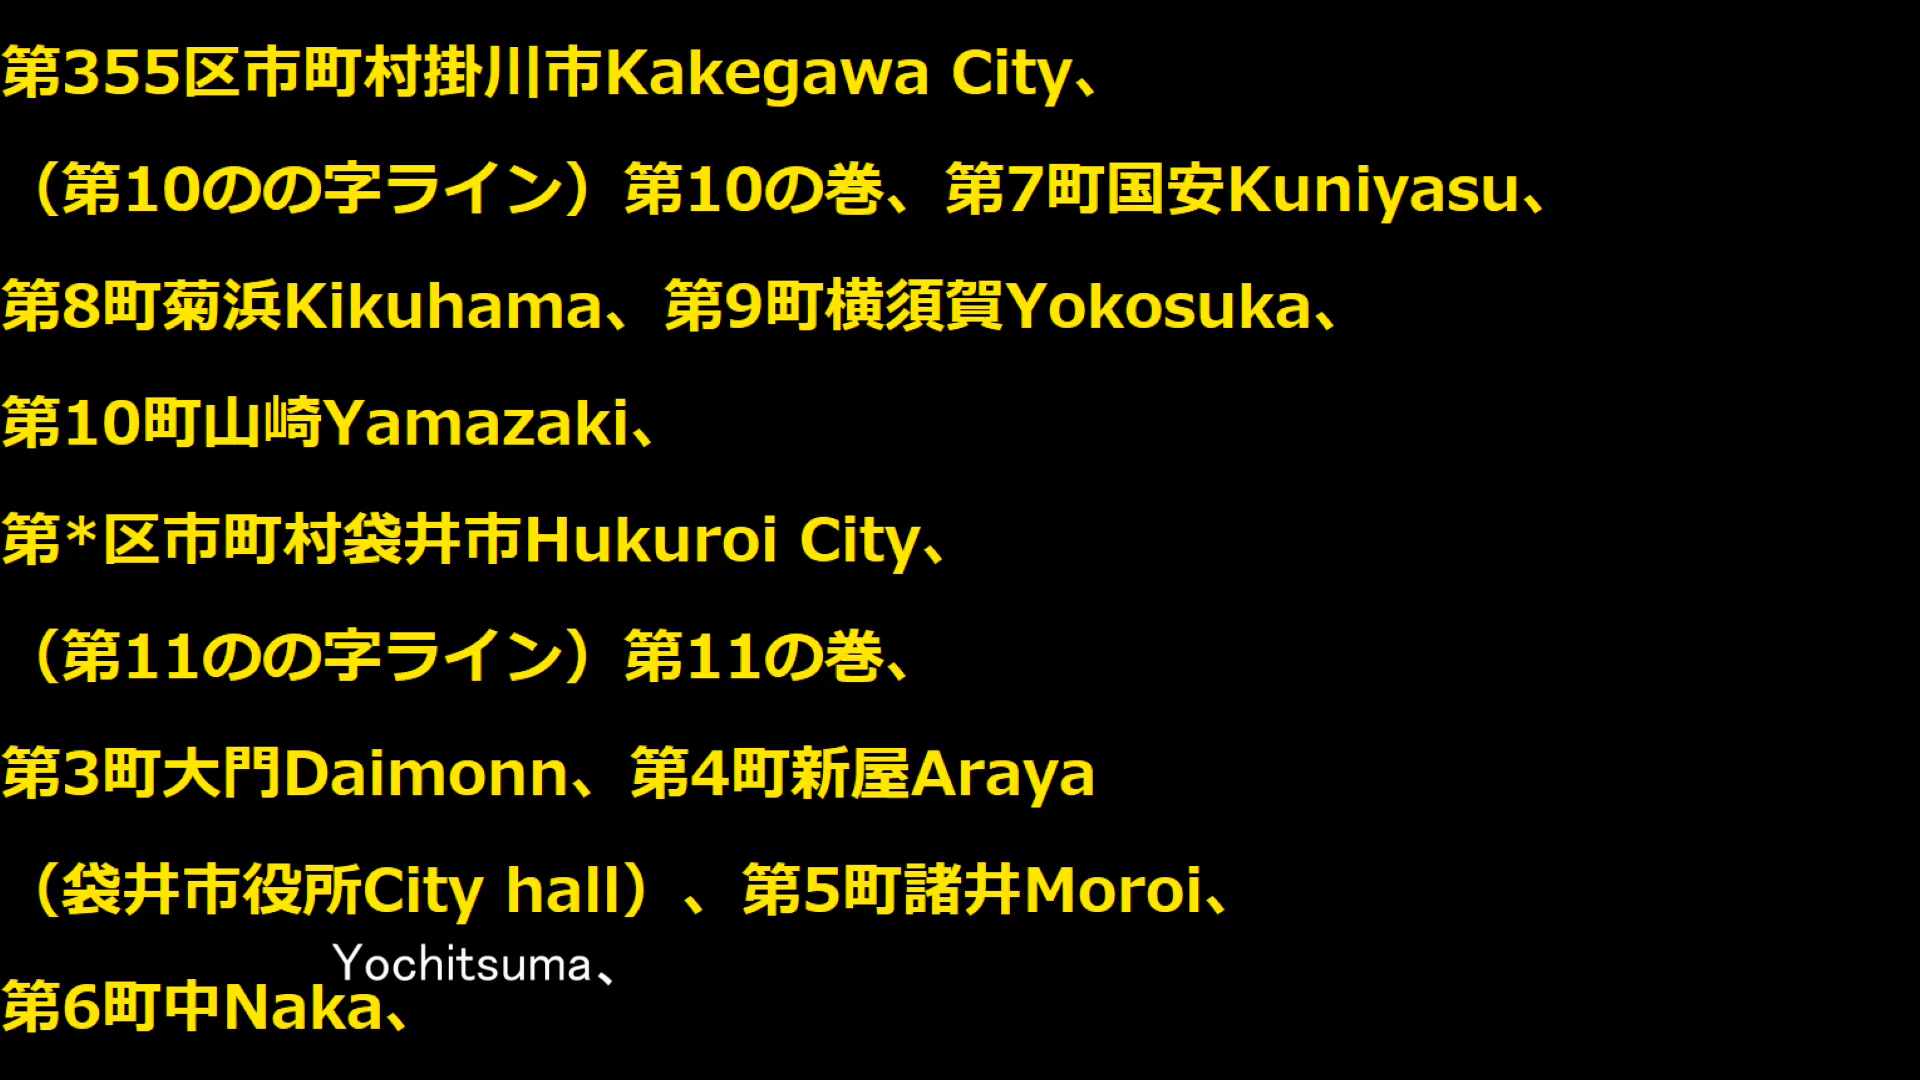 第355区市町村掛川市Kakegawa City、
（第10のの字ライン）第10の巻、第7町国安Kuniyasu、
第8町菊浜Kikuhama、第9町横須賀Yokosuka、
第10町山崎Yamazaki、
第*区市町村袋井市Hukuroi City、
（第11のの字ライン）第11の巻、
第3町大門Daimonn、第4町新屋Araya
（袋井市役所City hall）、第5町諸井Moroi、
Yochitsuma、
第6町中Naka、